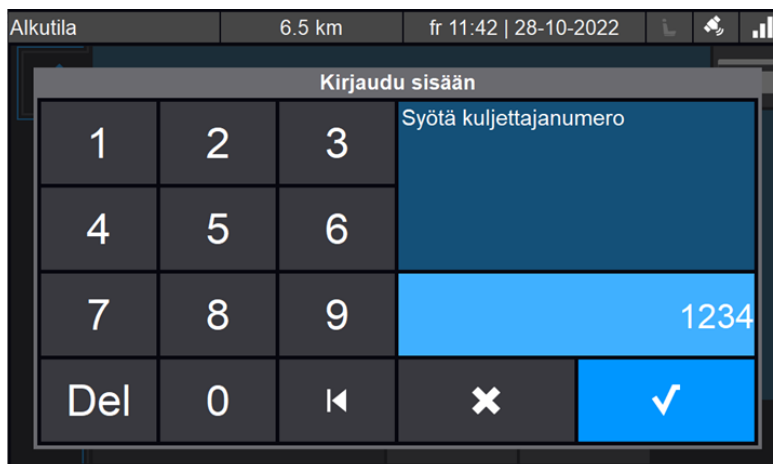 Alkutila 6.5 km fr 11:42 | 28-10-2022
Kirjaudu sisään
1 2 3 Syötä kuljettajanumero
4 5 6
7 8 9 1234
Del 0